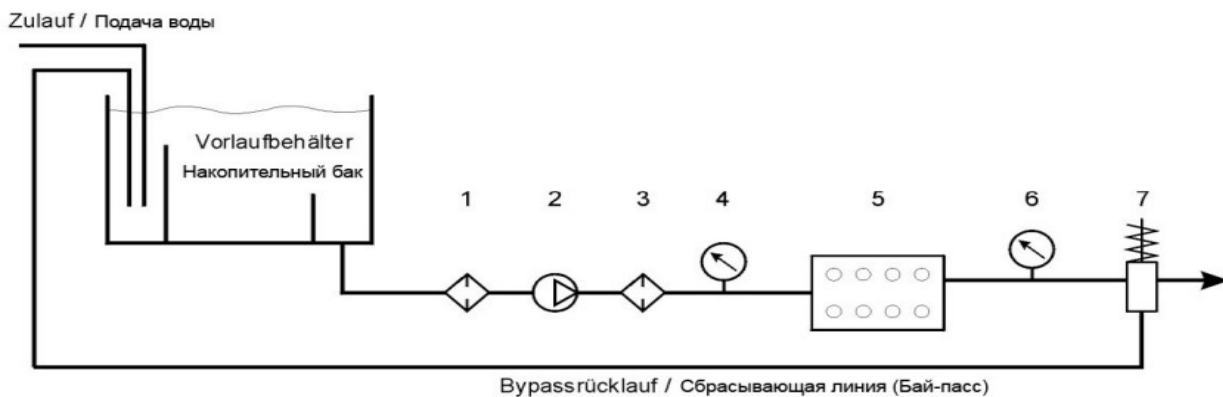 Zulauf / Подача воды
Vorlaufbehälter
Накопительный бак
1 2 3 4 5 6 7
Bypassrücklauf / Сбрасывающая линия (Бай-пасс)